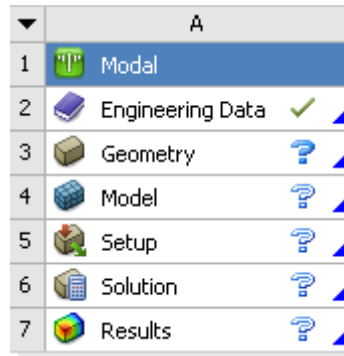 A
1 Modal
2 Engineering Data
3 Geometry
4 Model
5 Setup
6 Solution
7 Results